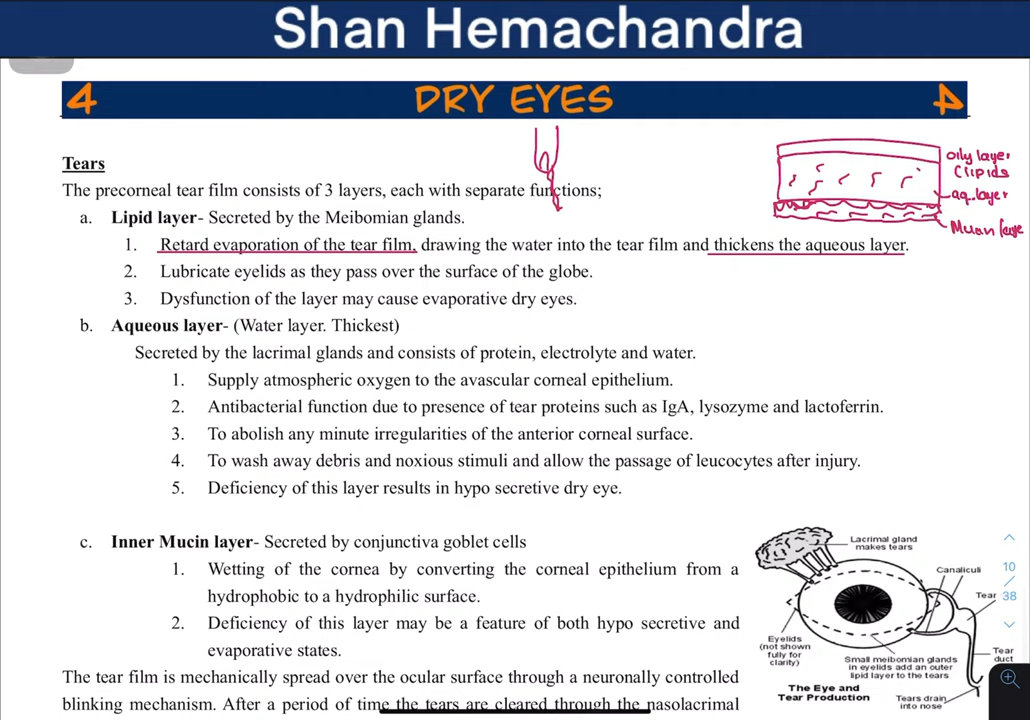 Shan Hemachandra
4 DRY EYES 4
Tears
The precorneal tear film consists of 3 layers, each with separate functions;
a. Lipid layer- Secreted by the Meibomian glands.
1. Retard evaporation of the tear film, drawing the water into the tear film and thickens the aqueous layer.
2. Lubricate eyelids as they pass over the surface of the globe.
3. Dysfunction of the layer may cause evaporative dry eyes.
oily layer
(lipids
aq. layer
b. Aqueous layer- (Water layer. Thickest)
Secreted by the lacrimal glands and consists of protein, electrolyte and water.
1. Supply atmospheric oxygen to the avascular corneal epithelium.
2. Antibacterial function due to presence of tear proteins such as IgA, lysozyme and lactoferrin.
3. To abolish any minute irregularities of the anterior corneal surface.
4. To wash away debris and noxious stimuli and allow the passage of leucocytes after injury.
5. Deficiency of this layer results in hypo secretive dry eye.
c. Inner Mucin layer- Secreted by conjunctiva goblet cells
1. Wetting of the cornea by converting the corneal epithelium from a
hydrophobic to a hydrophilic surface.
2. Deficiency of this layer may be a feature of both hypo secretive and
evaporative states.
The tear film is mechanically spread over the ocular surface through a neuronally controlled
blinking mechanism. After a period of time the tears are cleared through the nasolacrimal
Lacrimal gland
makes tears
Canaliculi
Tear
Eyelids
(not shown
fully for
clarity)
Small meibomian glands
in eyelids add an outer
lipid layer to the tears
Tear
duct
The Eye and
Tear Production
Tears drain
into nose
10
/
38